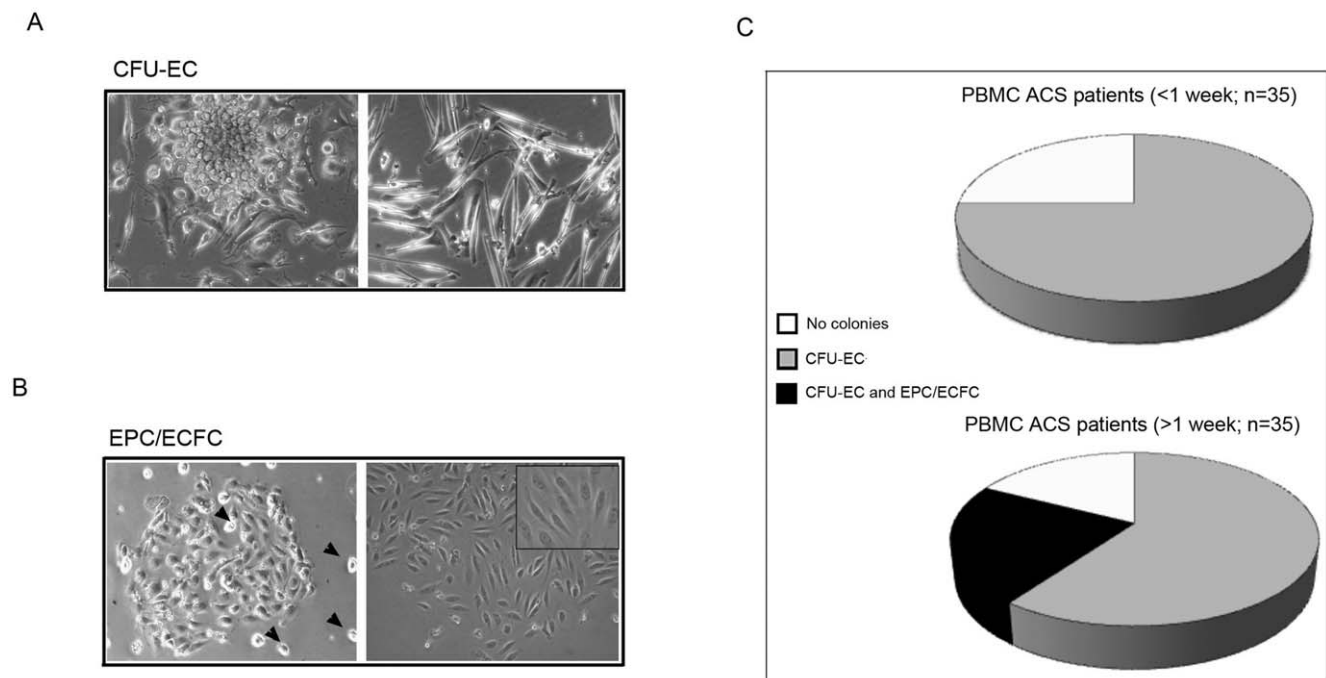 A
CFU-EC
B
EPC/ECFC
C
PBMC ACS patients (<1 week; n=35)
No colonies
CFU-EC
CFU-EC and EPC/ECFC
PBMC ACS patients (>1 week; n=35)